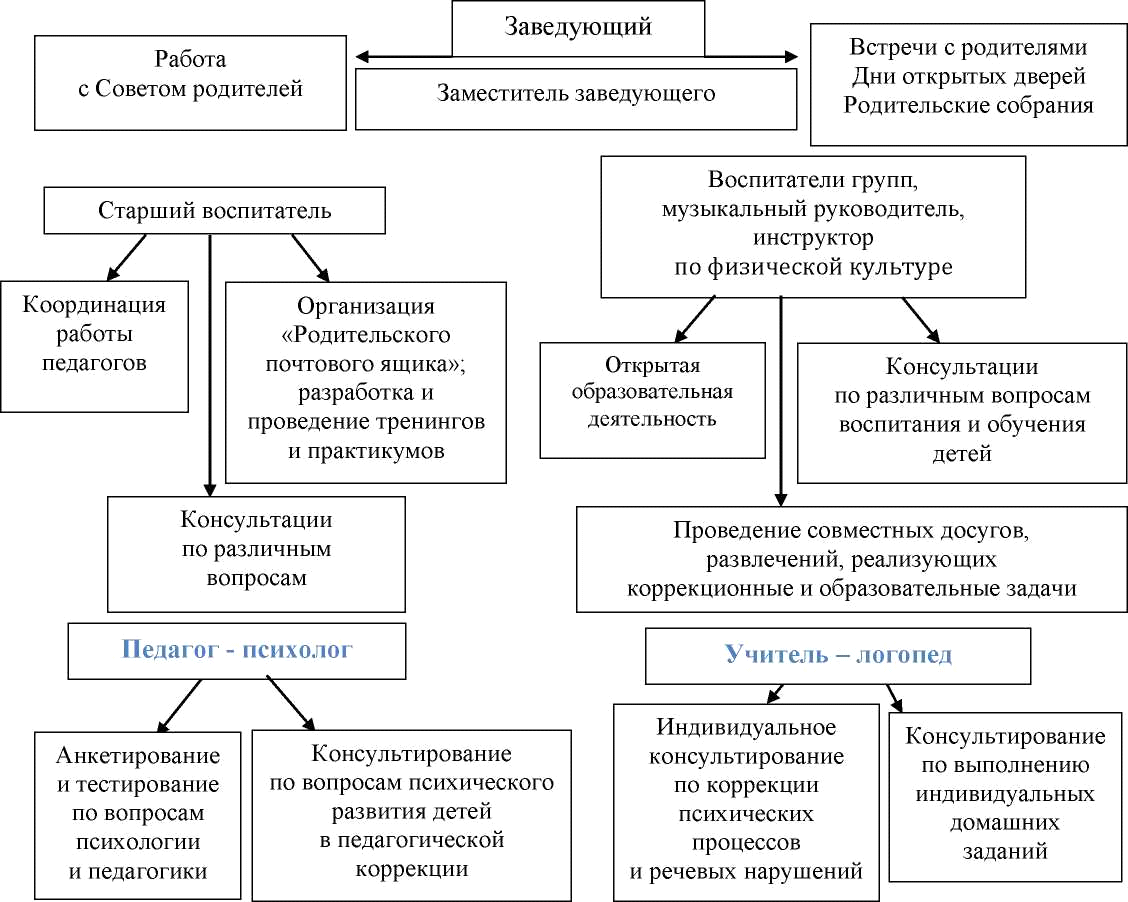 Заведующий
Работа
с Советом родителей
Заместитель заведующего
Встречи с родителями
Дни открытых дверей
Родительские собрания
Старший воспитатель
Координация
работы
педагогов
Организация
«Родительского
почтового ящика»;
разработка и
проведение тренингов
и практикумов
Консультации
по различным
вопросам
Воспитатели групп,
музыкальный руководитель,
инструктор
по физической культуре
Открытая
образовательная
деятельность
Консультации
по различным вопросам
воспитания и обучения
детей
Проведение совместных досугов,
развлечений, реализующих
коррекционные и образовательные задачи
Педагог - психолог
Анкетирование
и тестирование
по вопросам
психологии
и педагогики
Консультирование
по вопросам психического
развития детей
в педагогической
коррекции
Учитель – логопед
Индивидуальное
консультирование
по коррекции
психических
процессов
и речевых нарушений
Консультирование
по выполнению
индивидуальных
домашних
заданий